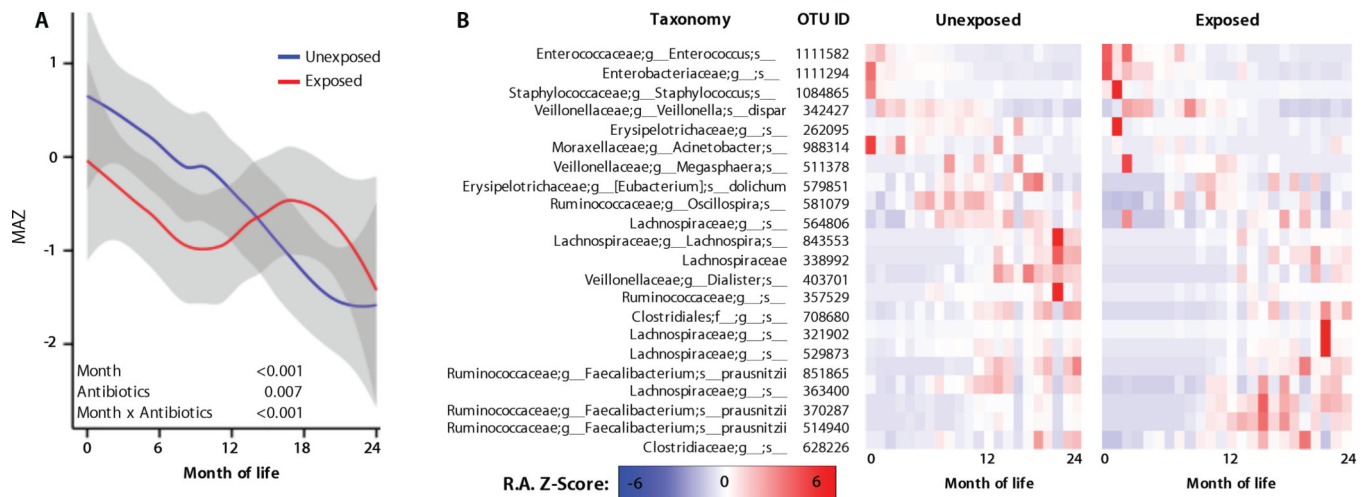 A
1
0
-1
-2
MAZ
Unexposed
Exposed
Month <0.001
Antibiotics 0.007
Month x Antibiotics <0.001
0 6 12 18 24
Month of life
B
Taxonomy OTU ID Unexposed Exposed
Enterococcaceae;g__Enterococcus;s__ 1111582
Enterobacteriaceae;g__;s__ 1111294
Staphylococcaceae;g__Staphylococcus;s__ 1084865
Veillonellaceae;g__Veillonella;s__dispar 342427
Erysipelotrichaceae;g__;s__ 262095
Moraxellaceae;g__Acinetobacter;s__ 988314
Veillonellaceae;g__Megasphaera;s__ 511378
Erysipelotrichaceae;g__[Eubacterium];s__dolichum 579851
Ruminococcaceae;g__Oscillospira;s__ 581079
Lachnospiraceae;g__;s__ 564806
Lachnospiraceae;g__Lachnospira;s__ 843553
Lachnospiraceae 338992
Veillonellaceae;g__Dialister;s__ 403701
Ruminococcaceae;g__;s__ 357529
Clostridiales;f__;g__;s__ 708680
Lachnospiraceae;g__;s__ 321902
Lachnospiraceae;g__;s__ 529873
Ruminococcaceae;g__Faecalibacterium;s__prausnitzii 851865
Lachnospiraceae;g__;s__ 363400
Ruminococcaceae;g__Faecalibacterium;s__prausnitzii 370287
Ruminococcaceae;g__Faecalibacterium;s__prausnitzii 514940
Clostridiaceae;g__;s__ 628226
0 12 24 0 12 24
R.A. Z-Score: -6 0 6
Month of life Month of life